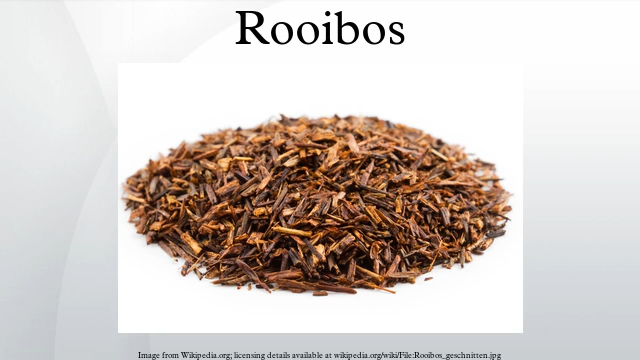 Rooibos
Image from Wikipedia.org; licensing details available at wikipedia.org/wiki/File:Rooibos_geschnitten.jpg